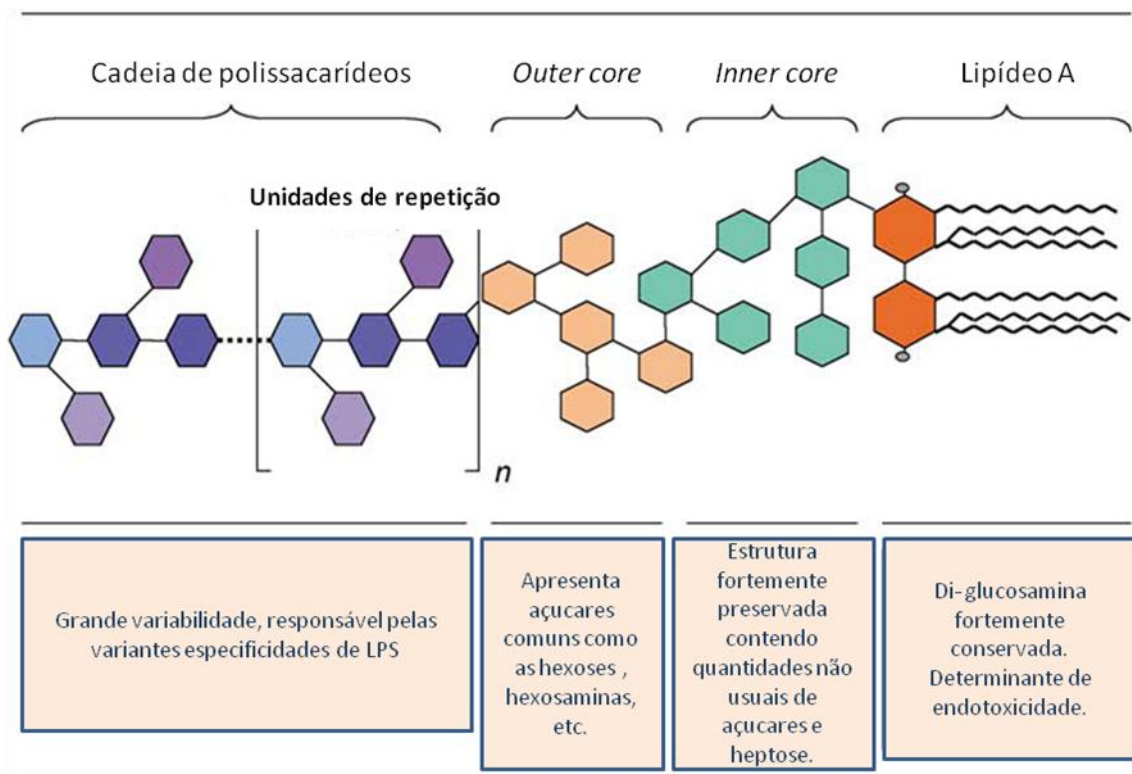 Cadeia de polissacarídeos
Outer core
Inner core
Lipídeo A
Unidades de repetição
n
Grande variabilidade, responsável pelas
variantes especificidades de LPS
Apresenta
açucares
comuns como
as hexoses ,
hexosaminas,
etc.
Estrutura
fortemente
preservada
contendo
quantidades não
usuais de
açucares e
heptose.
Di-glucosamina
fortemente
conservada.
Determinante de
endotoxicidade.